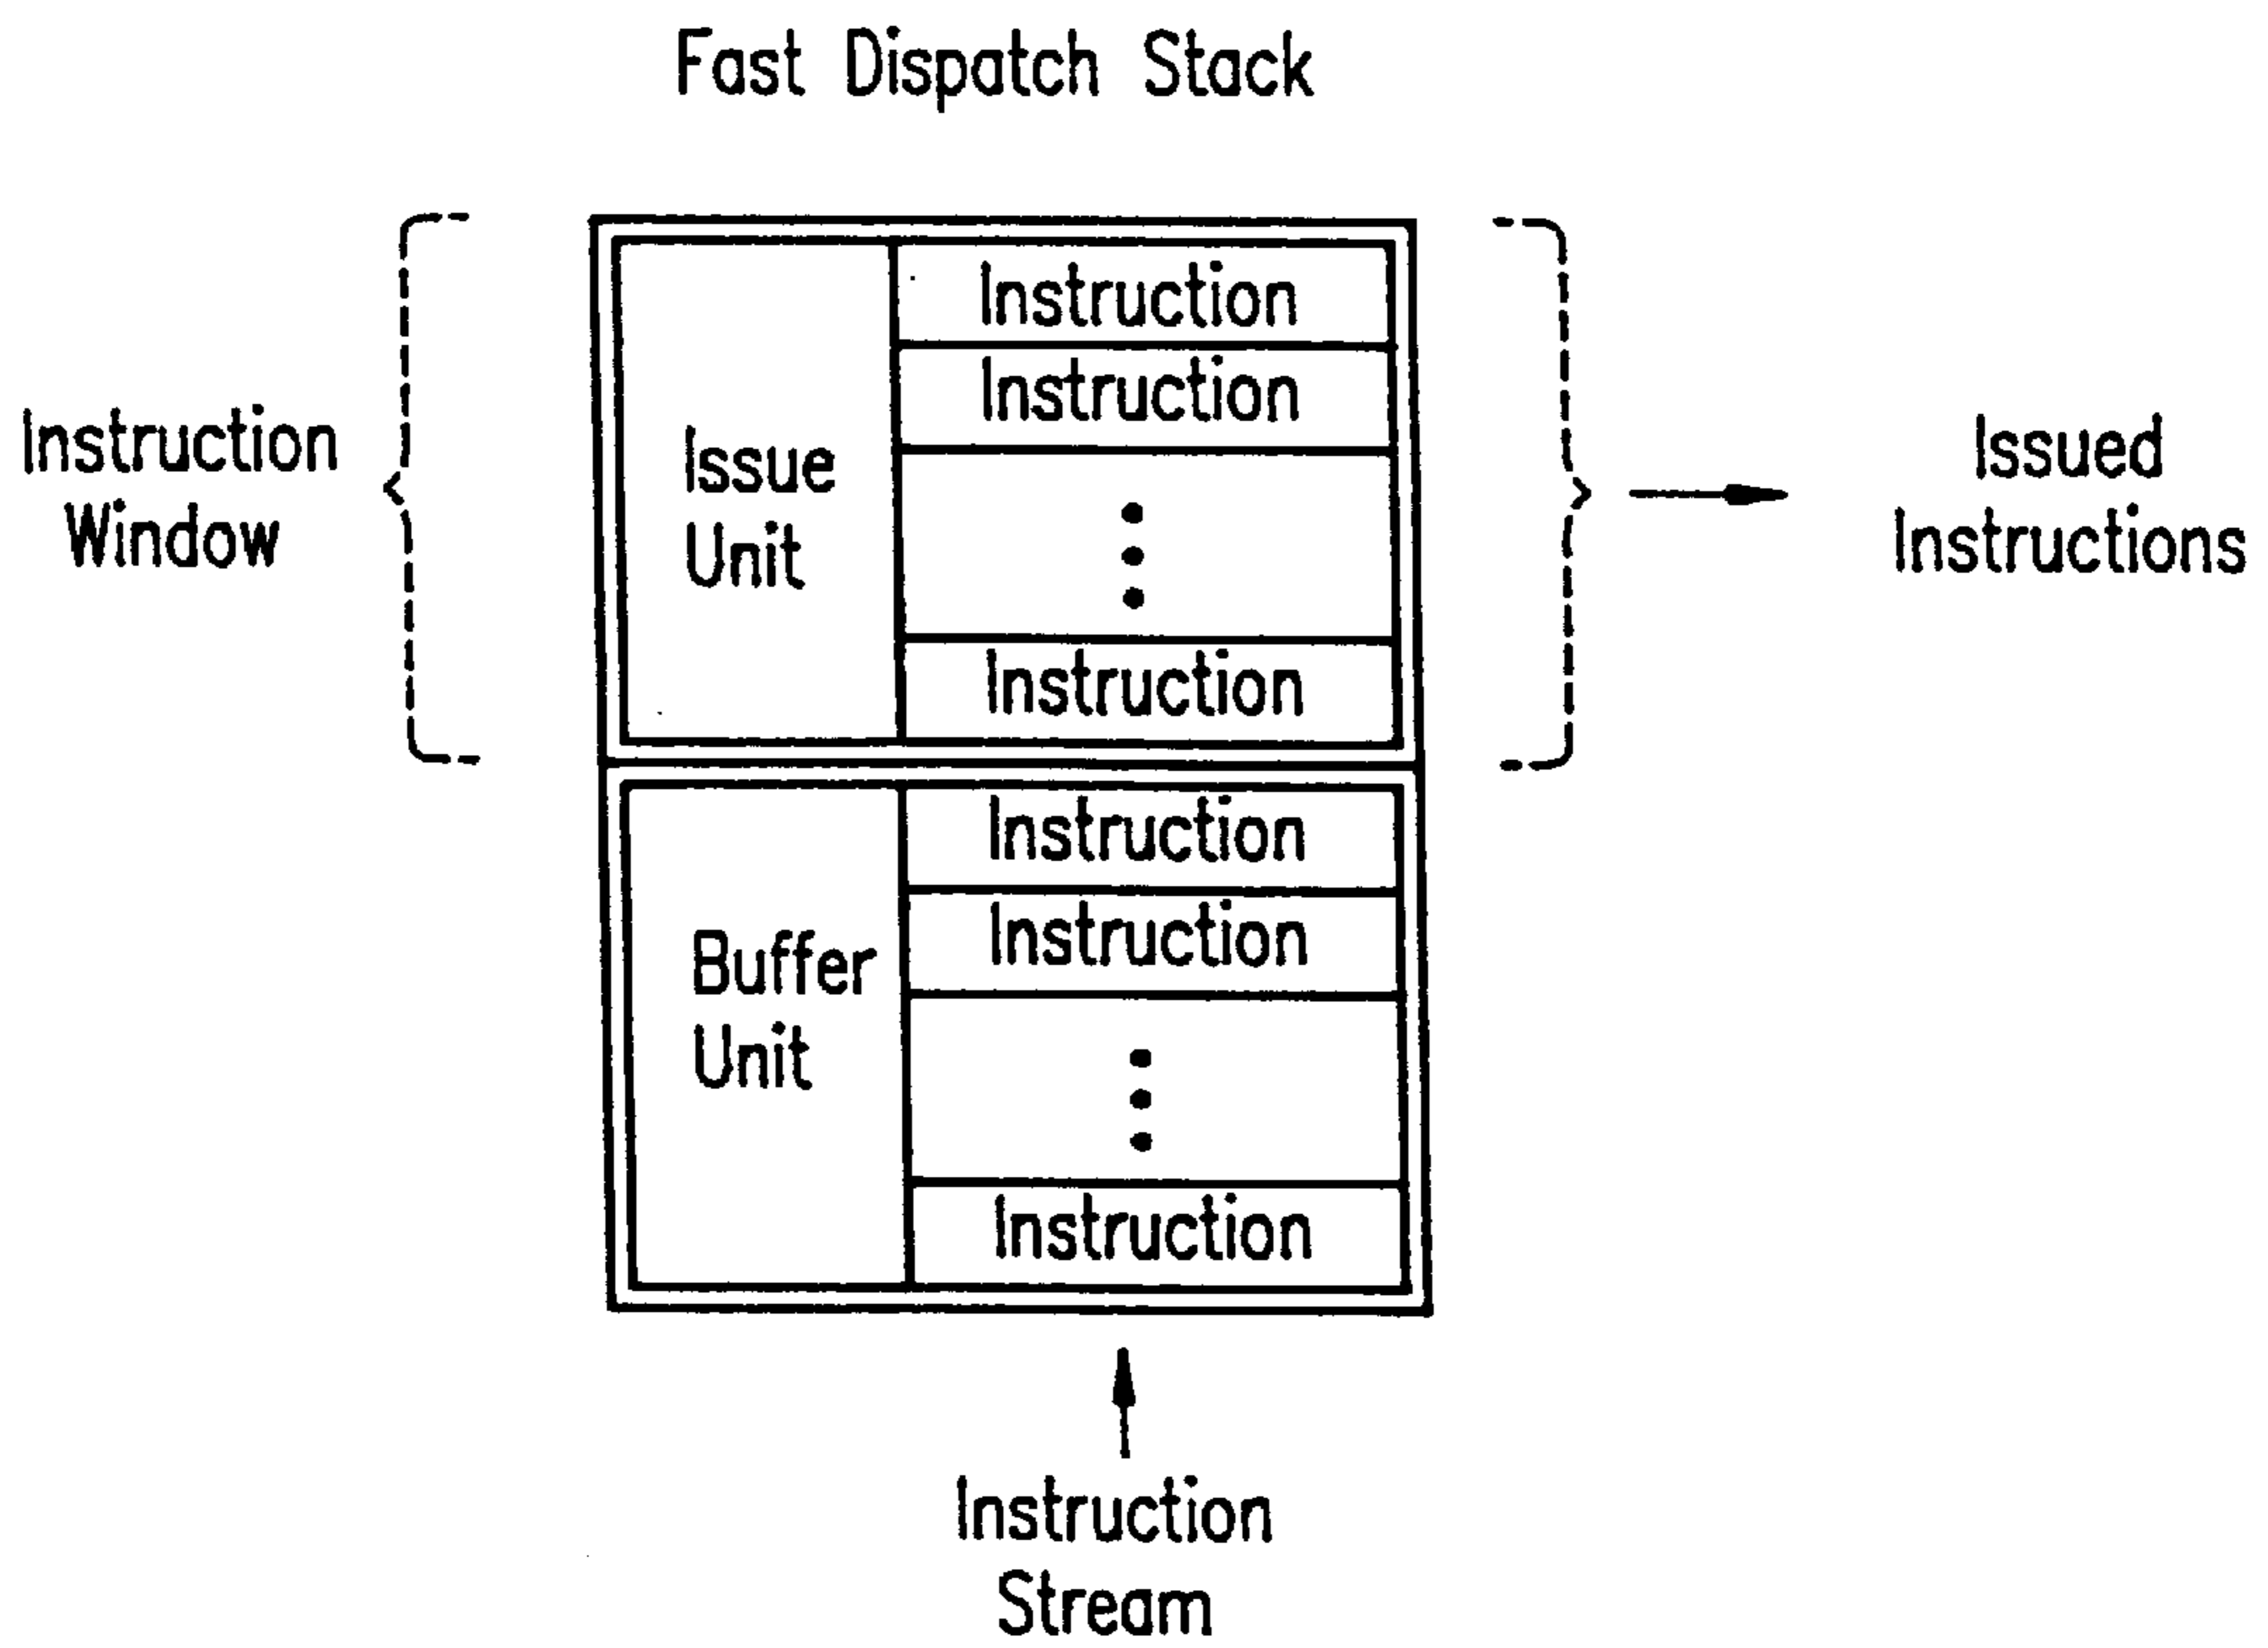 Fast Dispatch Stack
Instruction
Window
Issue
Unit
Instruction
Instruction
Instruction
Issued
Instructions
Buffer
Unit
Instruction
Instruction
Instruction
Instruction
Stream